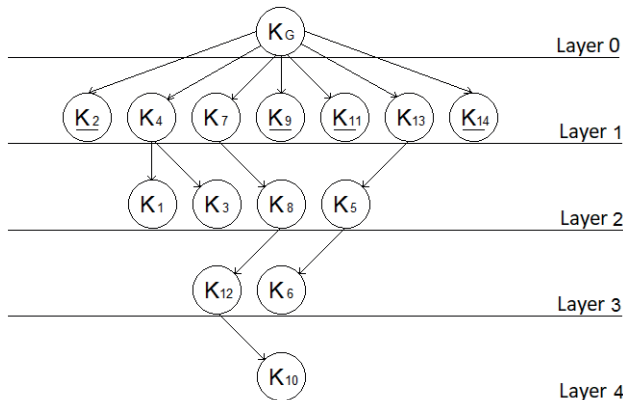 KG
Layer 0
K2 K4 K7 K9 K11 K13 K14
Layer 1
K1 K3 K8 K5
Layer 2
K12 K6
Layer 3
K10
Layer 4